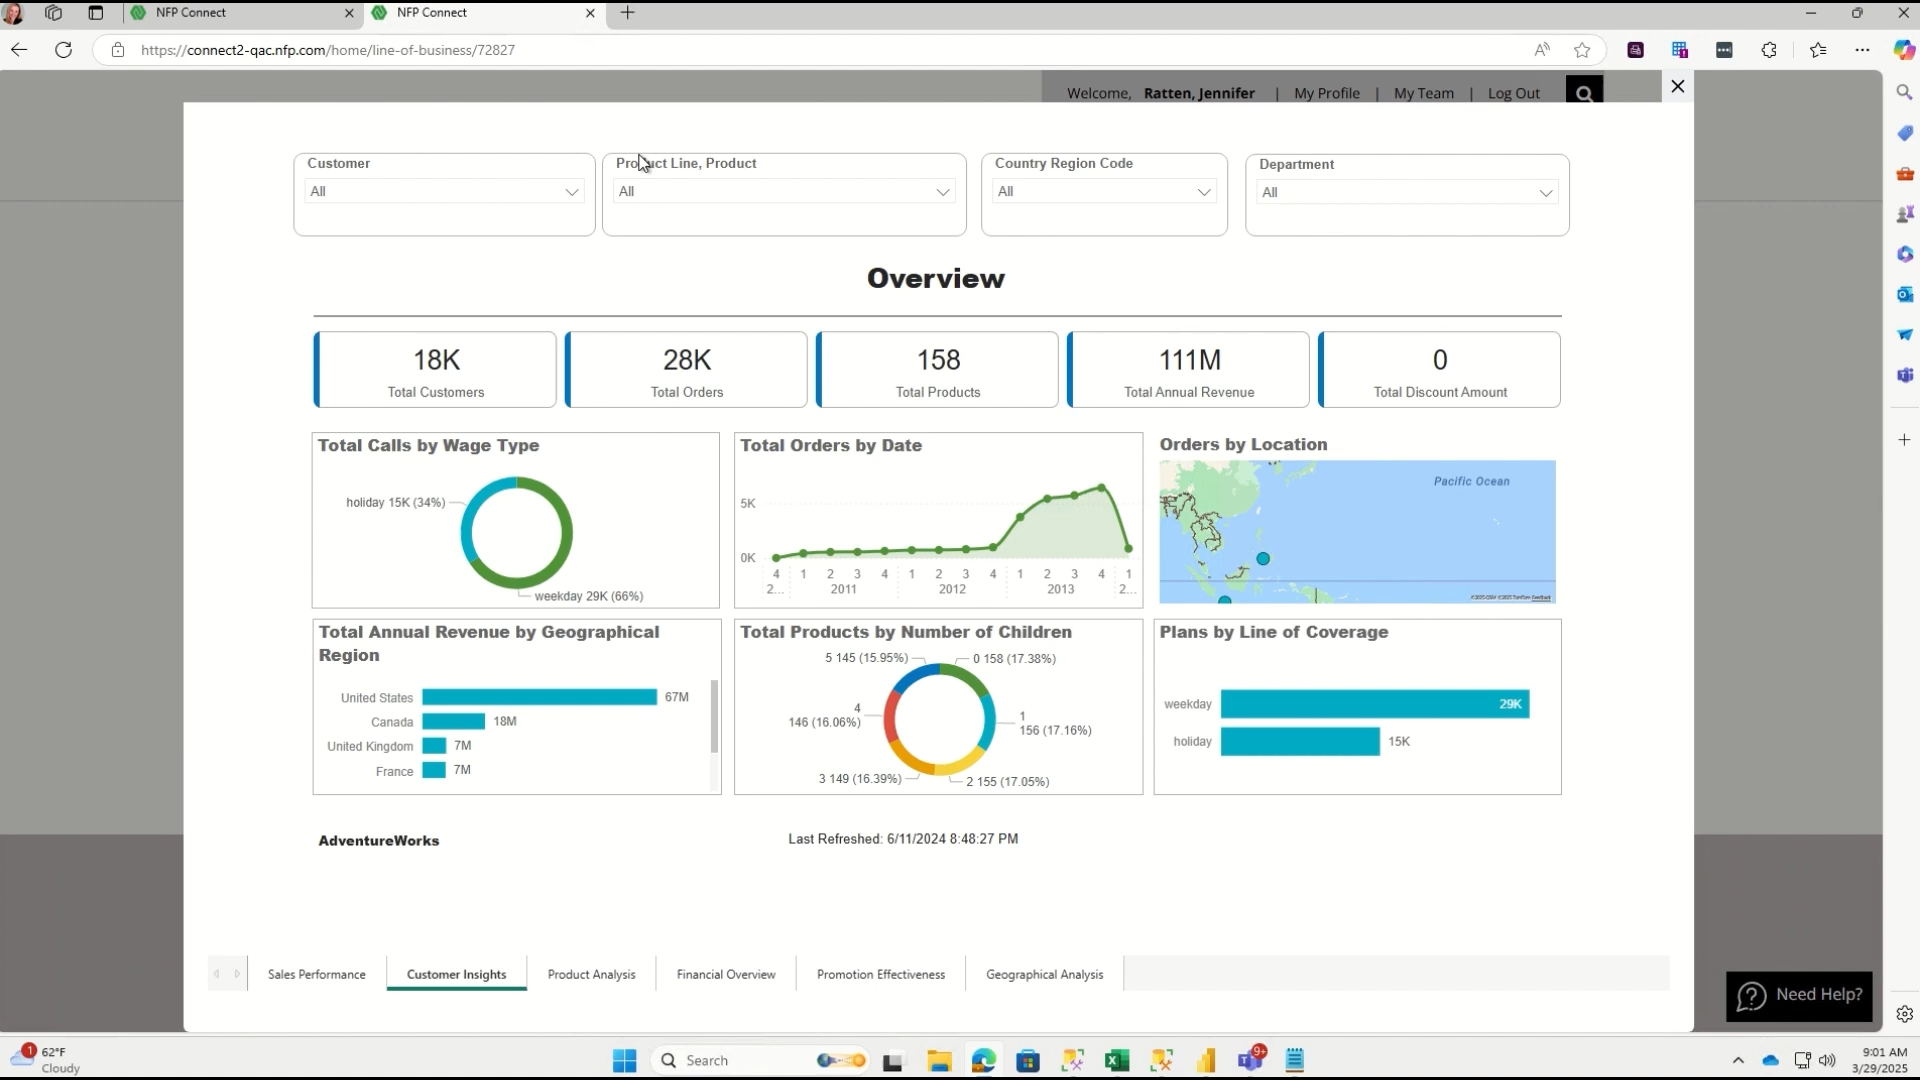 NFP Connect
NFP Connect
https://connect2-qac.nfp.com/home/line-of-business/72827
Welcome, Ratten, Jennifer | My Profile | My Team | Log Out
Customer
All
Product Line, Product
All
Country Region Code
All
Department
All
Overview
18K
Total Customers
28K
Total Orders
158
Total Products
111M
Total Annual Revenue
0
Total Discount Amount
Total Calls by Wage Type
holiday 15K (34%)
weekday 29K (66%)
Total Orders by Date
5K
0K
4 1 2 3 4 1 2 3 4 1 2 3 4 1
2... 2011 2012 2013 2...
Orders by Location
Pacific Ocean
Total Annual Revenue by Geographical
Region
United States 67M
Canada 18M
United Kingdom 7M
France 7M
Total Products by Number of Children
5 145 (15.95%)
0 158 (17.38%)
4
146 (16.06%)
1
156 (17.16%)
3 149 (16.39%)
2 155 (17.05%)
Plans by Line of Coverage
weekday 29K
holiday 15K
AdventureWorks
Last Refreshed: 6/11/2024 8:48:27 PM
Sales Performance
Customer Insights
Product Analysis
Financial Overview
Promotion Effectiveness
Geographical Analysis
Need Help?
1
62°F
Cloudy
Search
9+
9:01 AM
3/29/2025